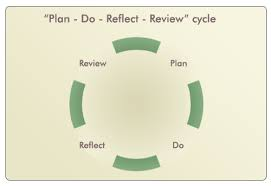 “Plan - Do - Reflect - Review” cycle
Review Plan
Reflect Do